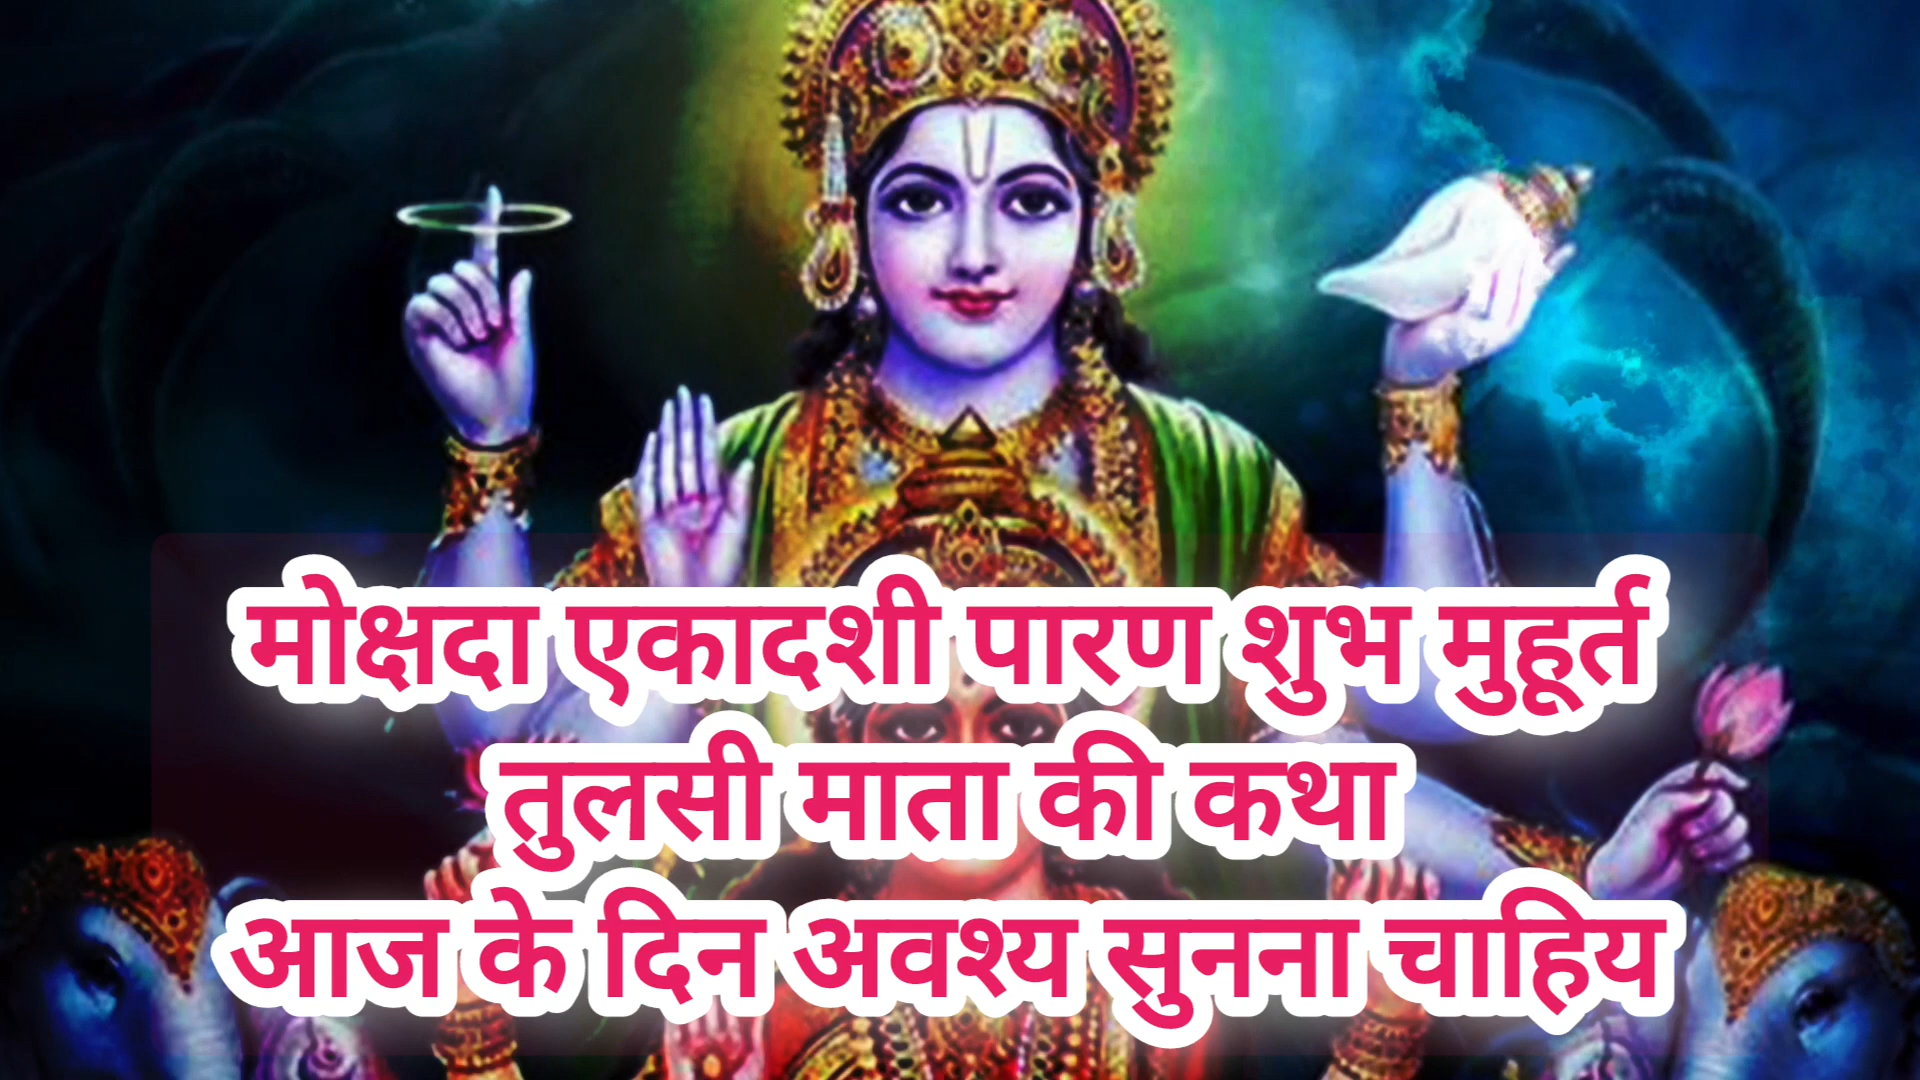 मोक्षदा एकादशी पारण शुभ मुहूर्त
तुलसी माता की कथा
आज के दिन अवश्य सुनना चाहिय